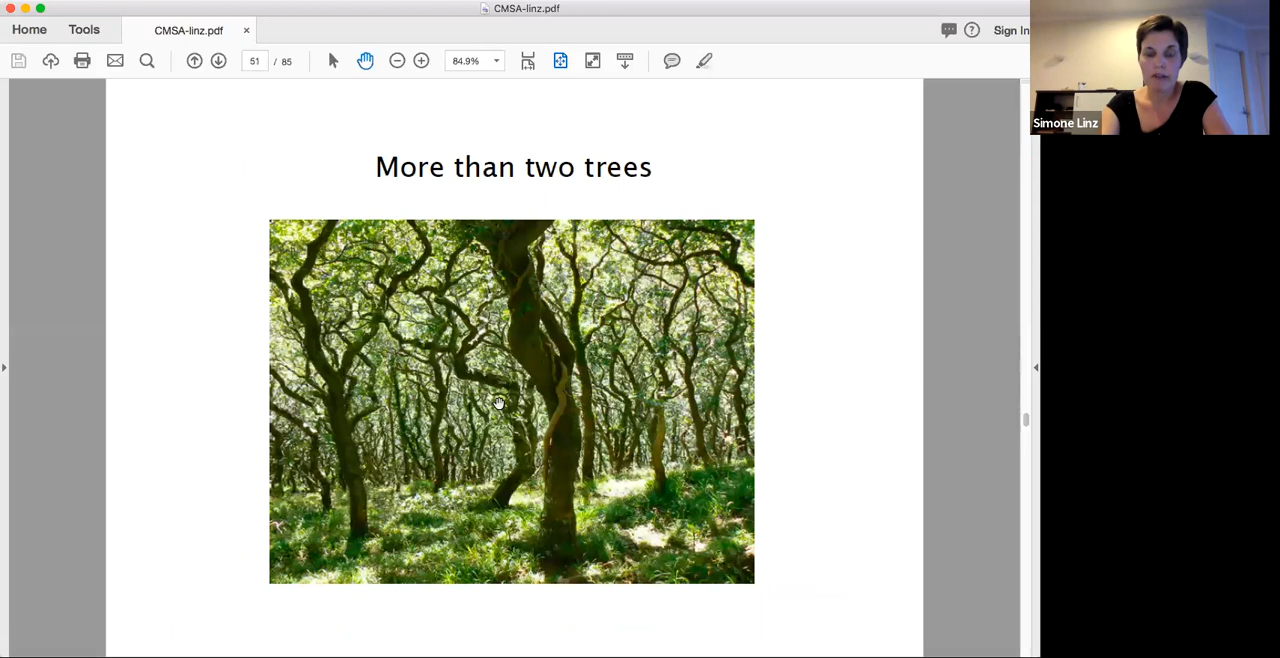 CMSA-linz.pdf
Home Tools CMSA-linz.pdf × Sign In
51 / 85 84.9%
Simone Linz
More than two trees